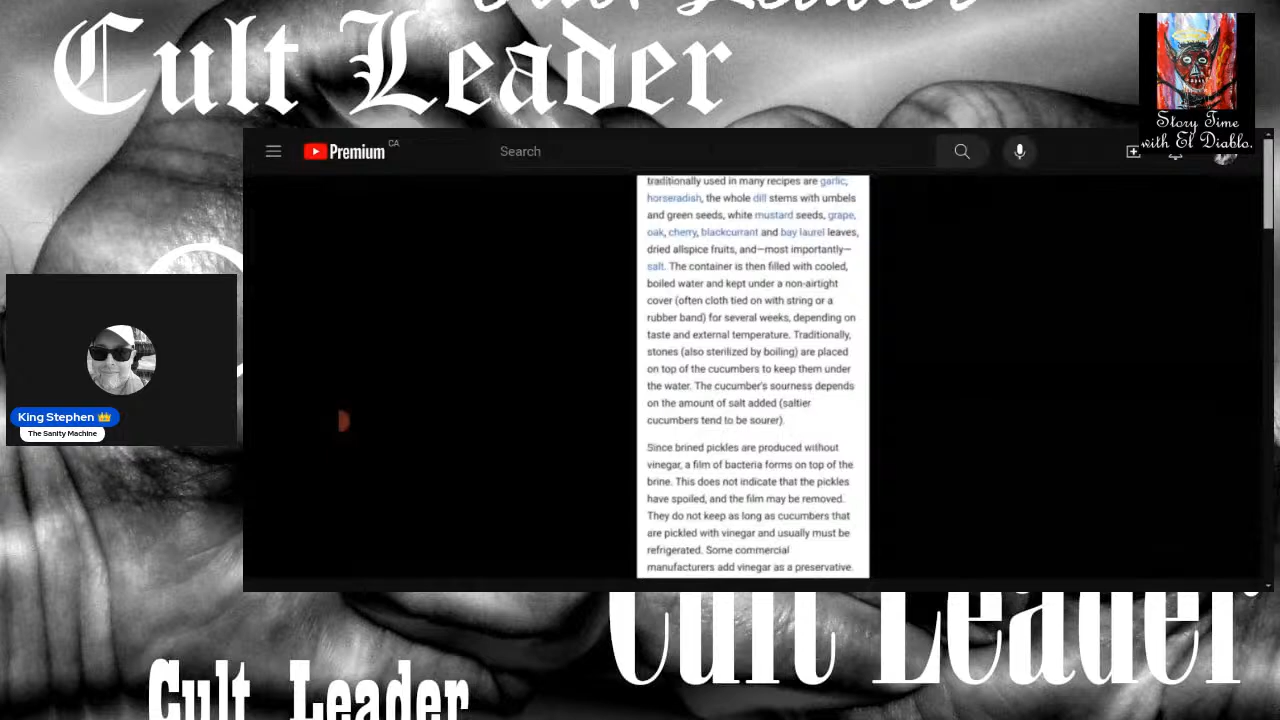 Cult Leader
Cult Leader
Story Time
with El Diablo.
Premium
CA
Search
traditionally used in many recipes are garlic,
horseradish, the whole dill stems with umbels
and green seeds, white mustard seeds, grape,
oak, cherry, blackcurrant and bay laurel leaves,
dried allspice fruits, and—most importantly—
salt. The container is then filled with cooled,
boiled water and kept under a non-airtight
cover (often cloth tied on with string or a
rubber band) for several weeks, depending on
taste and external temperature. Traditionally,
stones (also sterilized by boiling) are placed
on top of the cucumbers to keep them under
the water. The cucumber's sourness depends
on the amount of salt added (saltier
cucumbers tend to be sourer).
Since brined pickles are produced without
vinegar, a film of bacteria forms on top of the
brine. This does not indicate that the pickles
have spoiled, and the film may be removed.
They do not keep as long as cucumbers that
are pickled with vinegar and usually must be
refrigerated. Some commercial
manufacturers add vinegar as a preservative.
King Stephen
The Sanity Machine
Cult Leader
Cult Leader